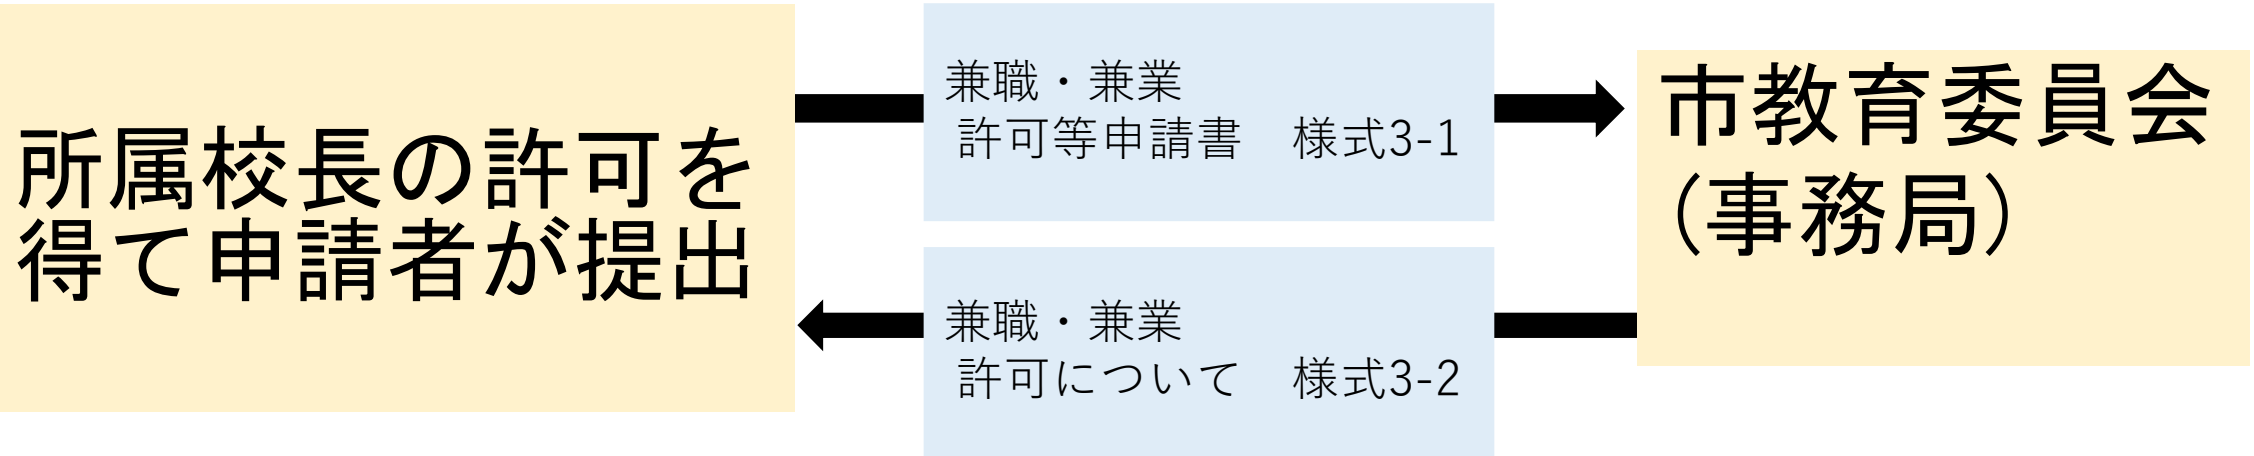 所属校長の許可を
得て申請者が提出
兼職・兼業
許可等申請書　様式3-1
兼職・兼業
許可について　様式3-2
市教育委員会
（事務局）